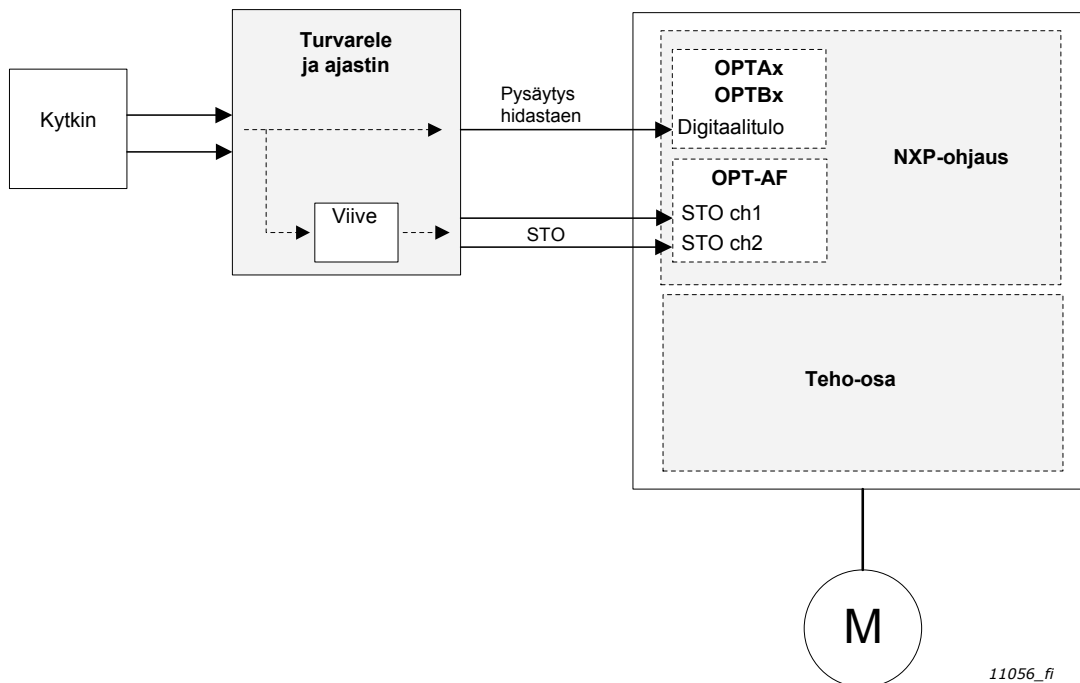 Kytkin
Turvarele
ja ajastin
Viive
Pysäytys
hidastaen
STO
OPTAx
OPTBx
Digitaalitulo
OPT-AF
STO ch1
STO ch2
NXP-ohjaus
Teho-osa
M
11056_fi